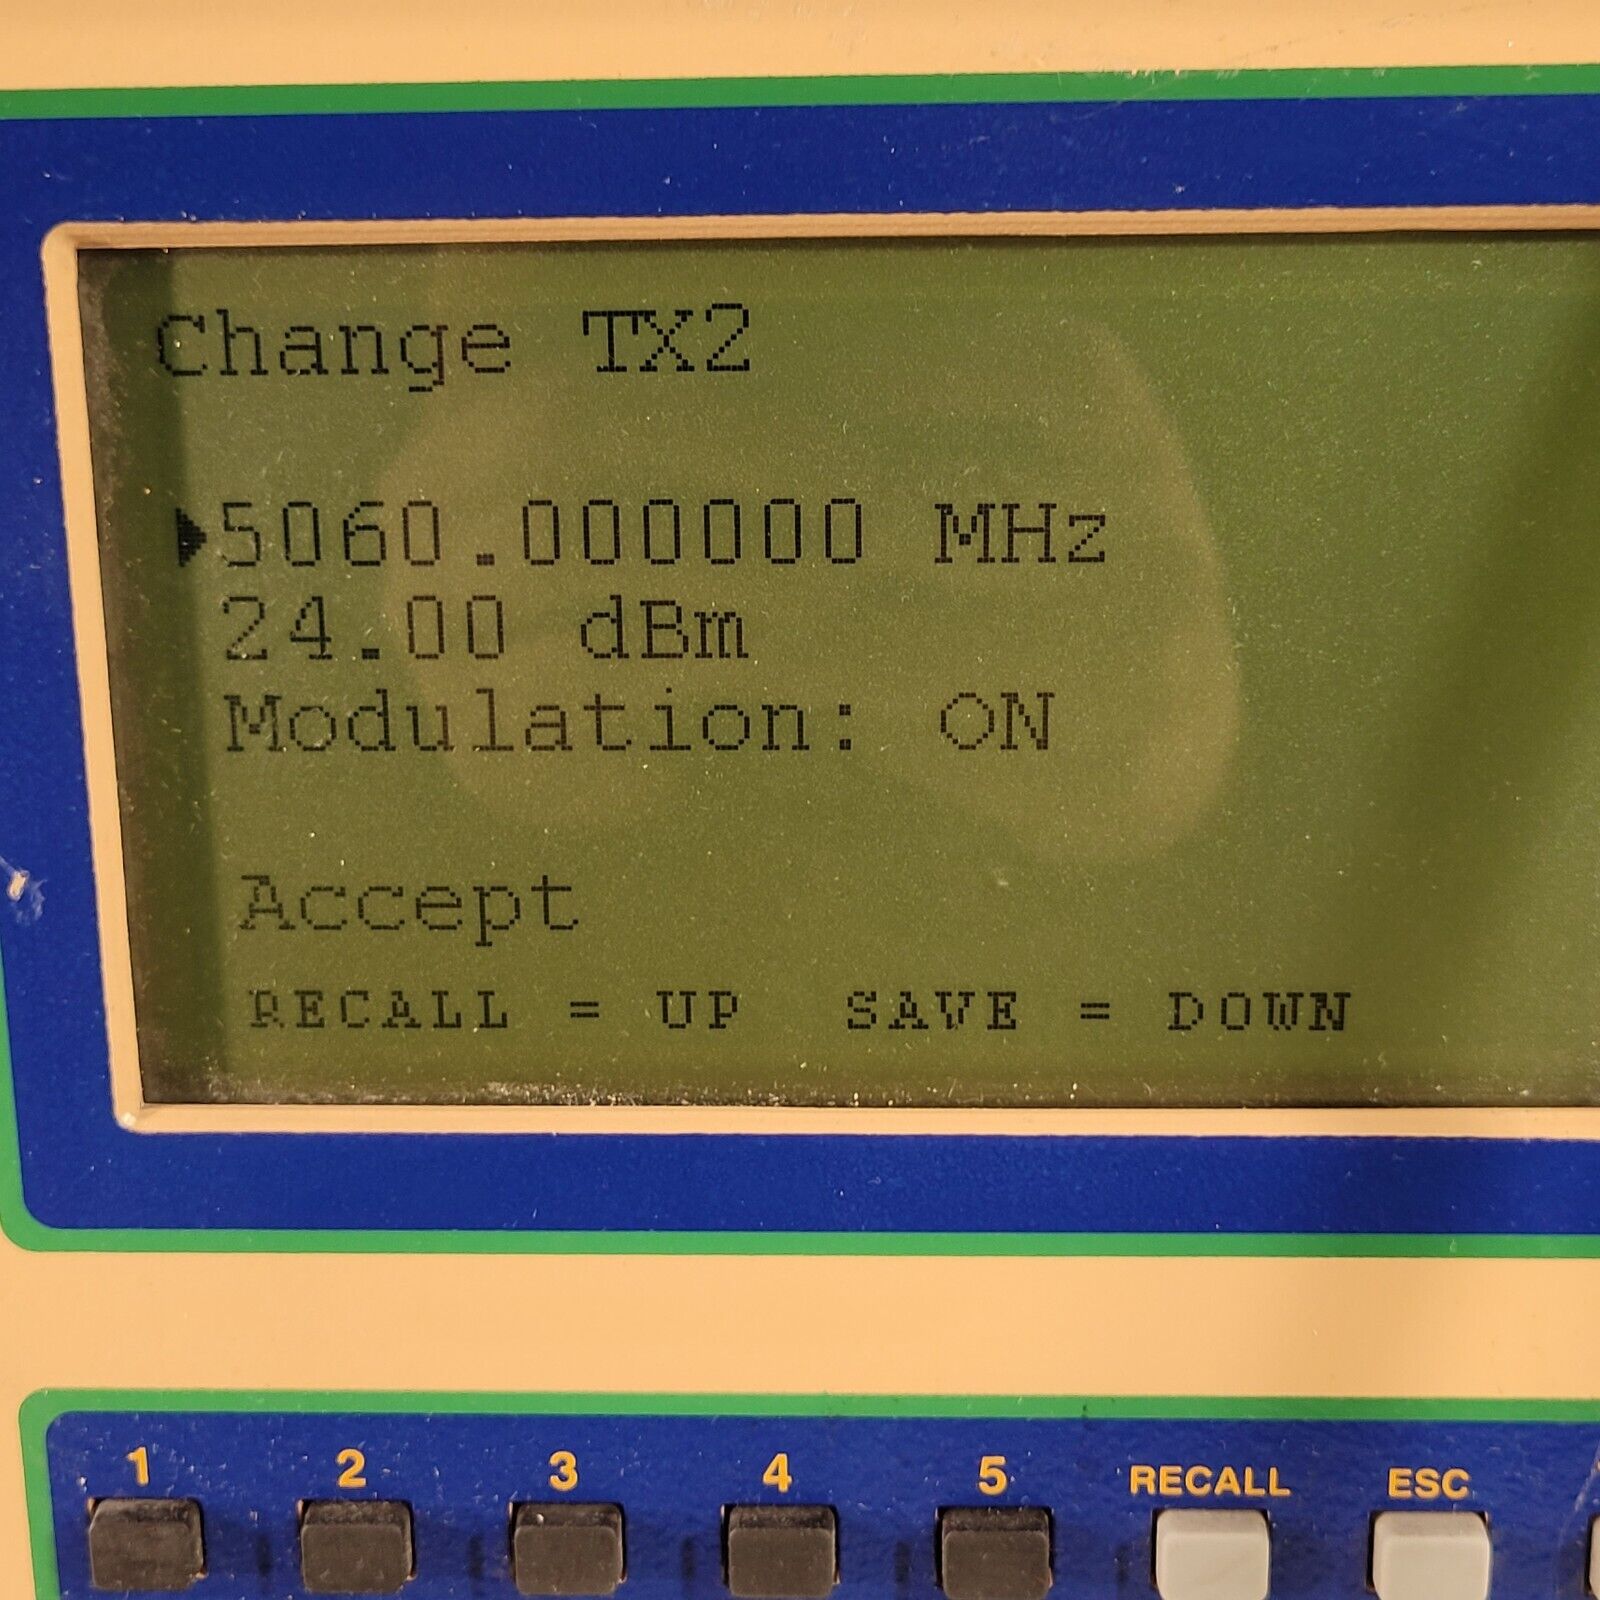 Change TX2
5060.000000 MHz
24.00 dBm
Modulation: ON
Accept
RECALL = UP SAVE = DOWN
1 2 3 4 5 RECALL ESC